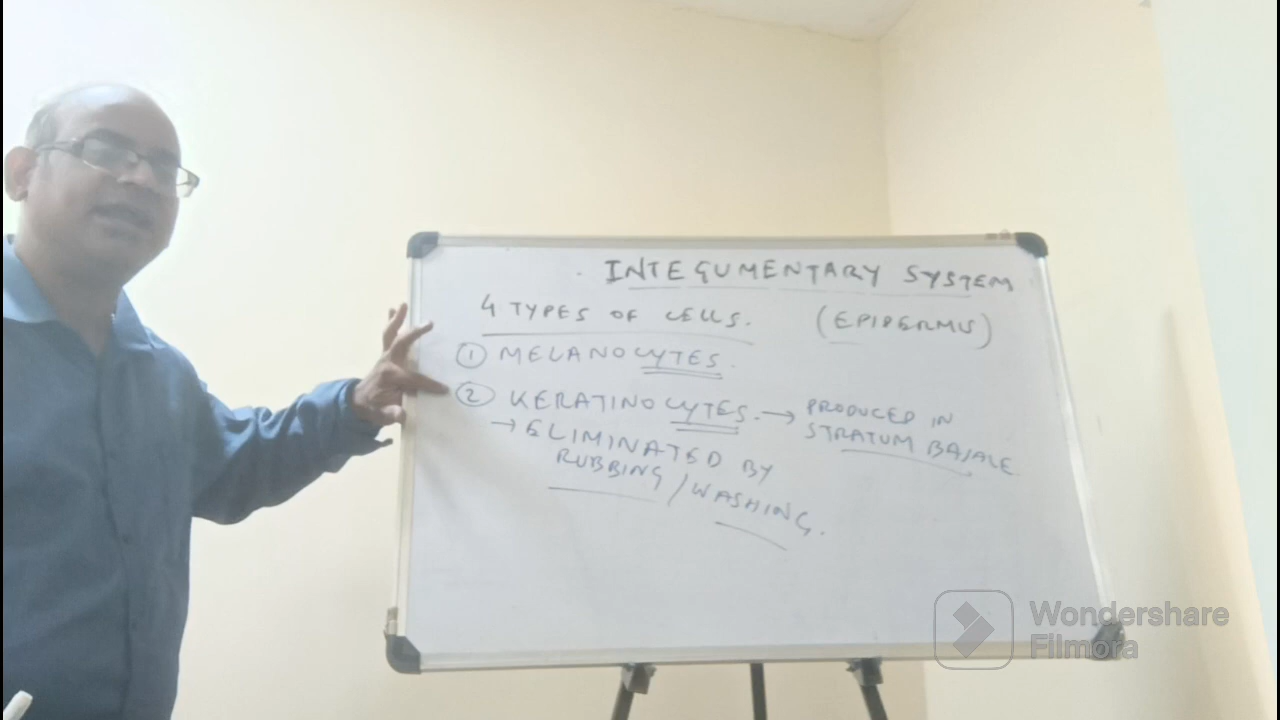 INTEGUMENTARY SYSTEM
4 TYPES OF CELLS. (EPIDERMIS)
① MELANOCYTES.
② KERATINOCYTES. → PRODUCED IN
STRATUM BASALE
→ ELIMINATED BY
RUBBING / WASHING.
Wondershare
Filmora